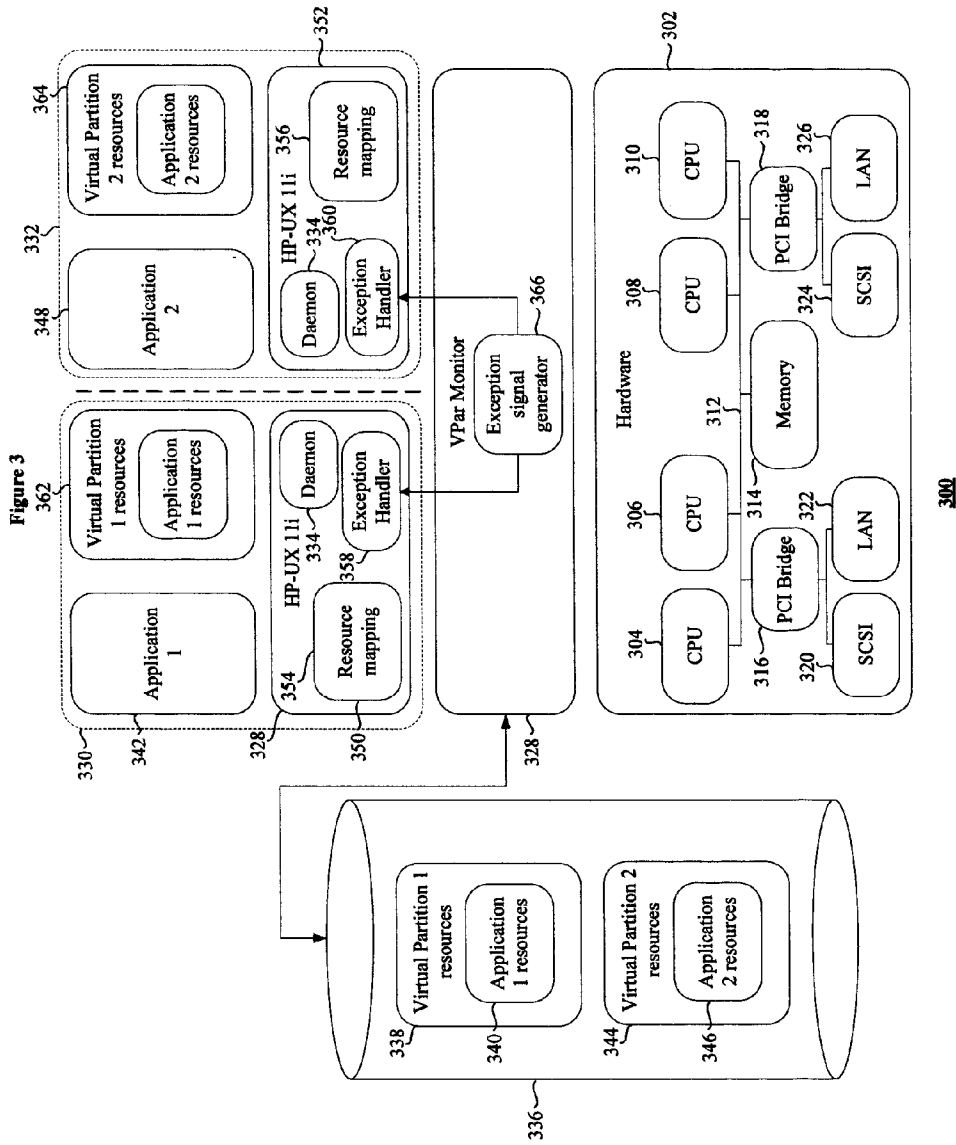 Figure 3
330
342
Application
1
362
Virtual Partition
1 resources
Application
1 resources
328
350
354
Resource
mapping
HP-UX 11i
334
Daemon
358
Exception
Handler
332
348
Application
2
364
Virtual Partition
2 resources
Application
2 resources
352
HP-UX 11i
Daemon
334
360
Exception
Handler
356
Resource
mapping
328
VPar Monitor
Exception
signal
generator
366
336
338
Virtual Partition 1
resources
340
Application
1 resources
344
Virtual Partition 2
resources
346
Application
2 resources
302
Hardware
304
CPU
306
CPU
308
CPU
310
CPU
312
314
Memory
316
PCI Bridge
318
PCI Bridge
320
SCSI
322
LAN
324
SCSI
326
LAN
300